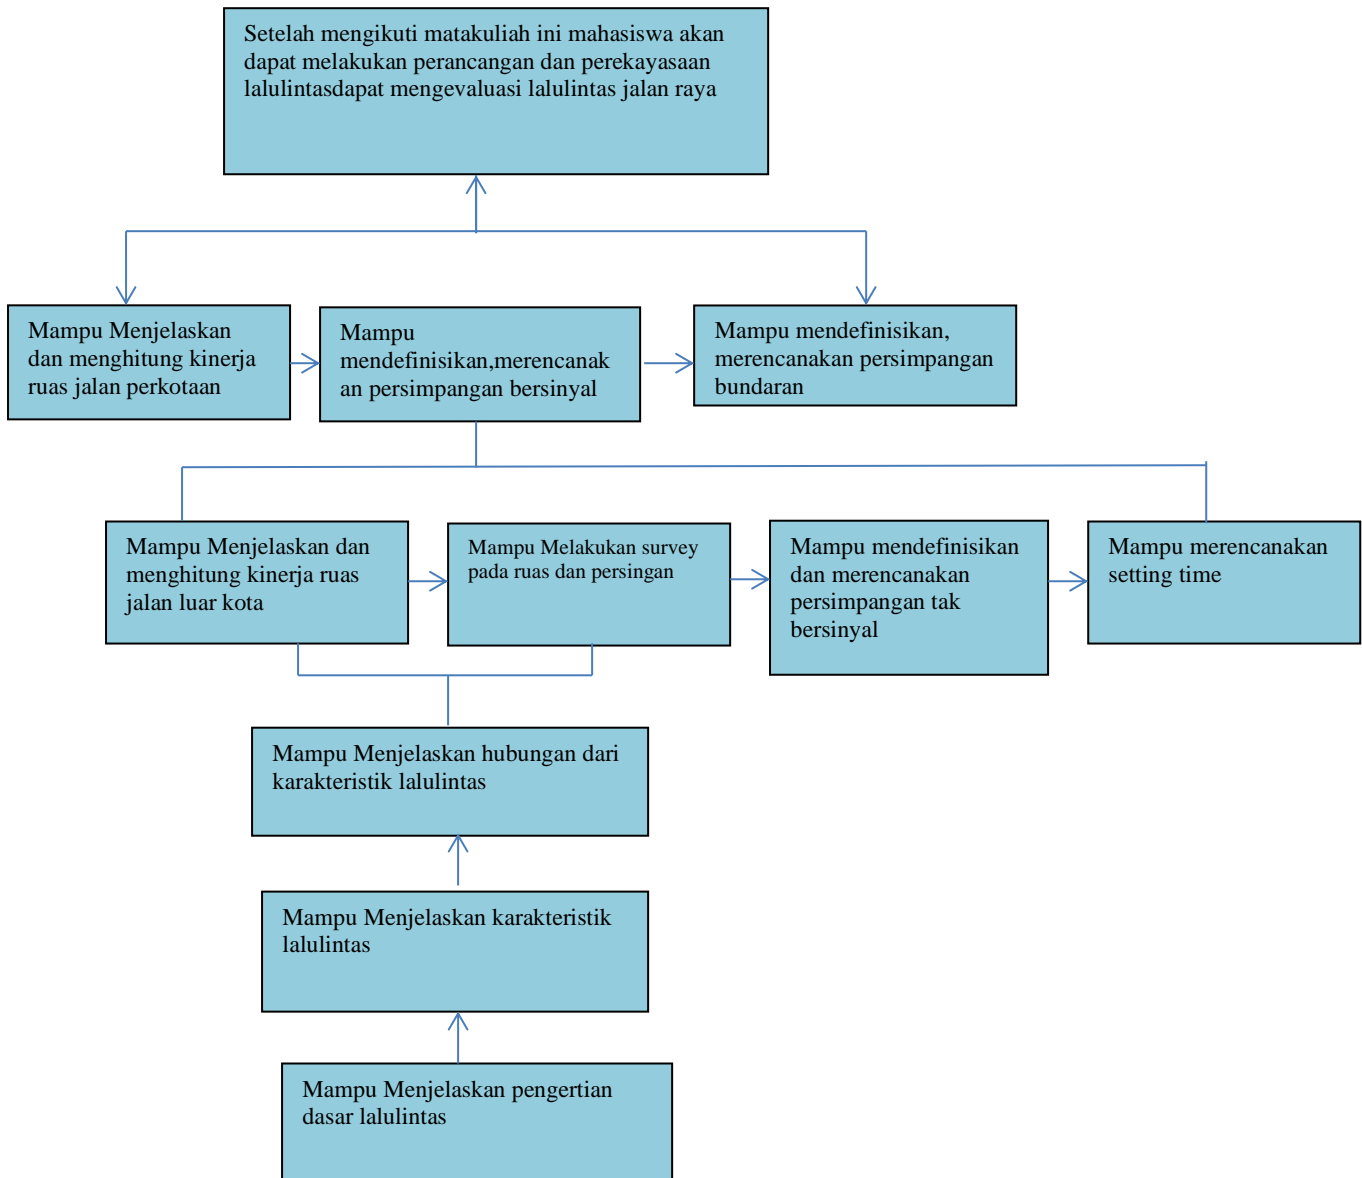 Setelah mengikuti matakuliah ini mahasiswa akan
dapat melakukan perancangan dan perekayasaan
lalulintasdapat mengevaluasi lalulintas jalan raya
Mampu Menjelaskan
dan menghitung kinerja
ruas jalan perkotaan
Mampu
mendefinisikan,merencanak
an persimpangan bersinyal
Mampu mendefinisikan,
merencanakan persimpangan
bundaran
Mampu Menjelaskan dan
menghitung kinerja ruas
jalan luar kota
Mampu Melakukan survey
pada ruas dan persingan
Mampu mendefinisikan
dan merencanakan
persimpangan tak
bersinyal
Mampu merencanakan
setting time
Mampu Menjelaskan hubungan dari
karakteristik lalulintas
Mampu Menjelaskan karakteristik
lalulintas
Mampu Menjelaskan pengertian
dasar lalulintas